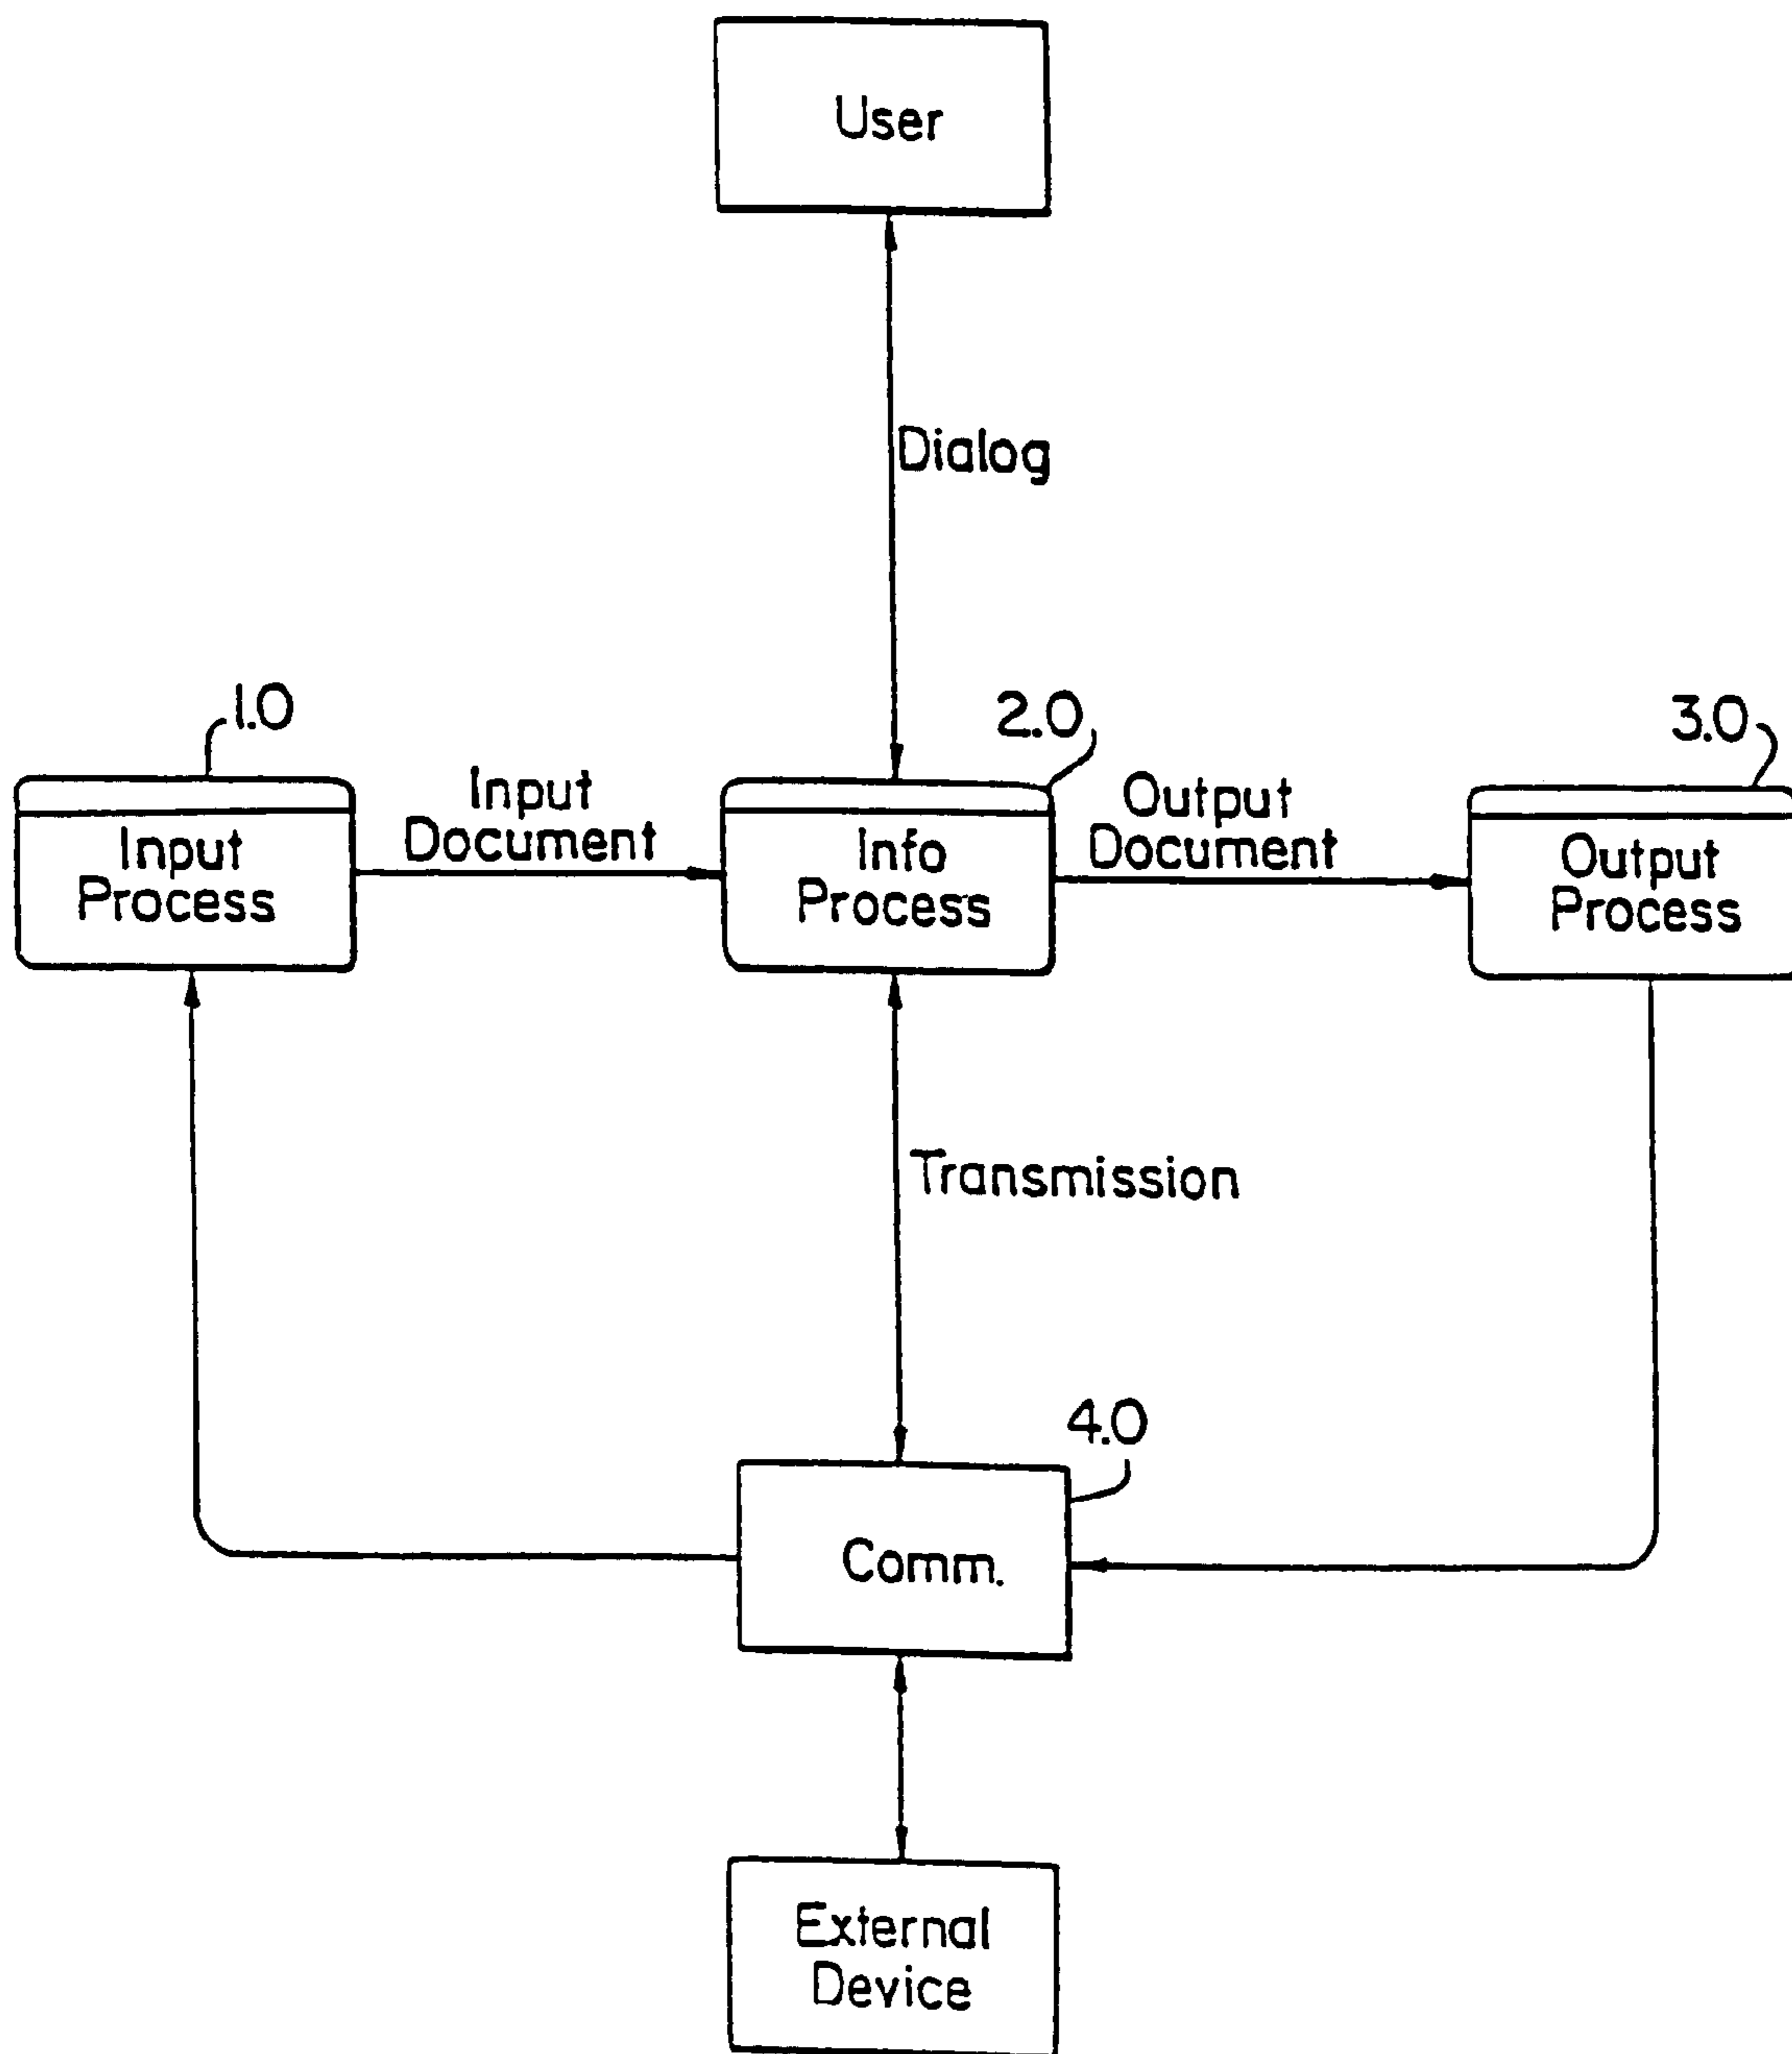 User
Dialog
1.0
2.0
3.0
Input
Process
Input
Document
Info
Process
Output
Document
Output
Process
Transmission
4.0
Comm.
External
Device